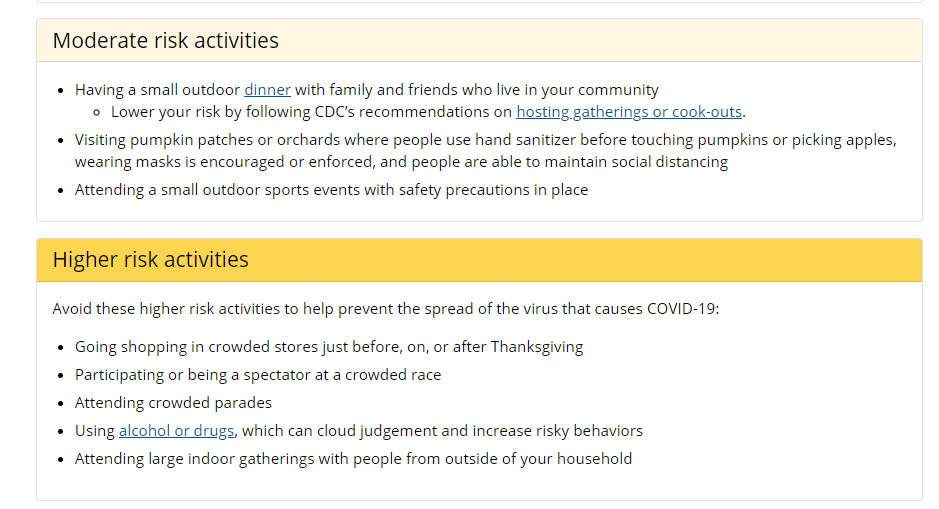 Moderate risk activities
Having a small outdoor dinner with family and friends who live in your community
Lower your risk by following CDC’s recommendations on hosting gatherings or cook-outs.
Visiting pumpkin patches or orchards where people use hand sanitizer before touching pumpkins or picking apples,
wearing masks is encouraged or enforced, and people are able to maintain social distancing
Attending a small outdoor sports events with safety precautions in place
Higher risk activities
Avoid these higher risk activities to help prevent the spread of the virus that causes COVID-19:
Going shopping in crowded stores just before, on, or after Thanksgiving
Participating or being a spectator at a crowded race
Attending crowded parades
Using alcohol or drugs, which can cloud judgement and increase risky behaviors
Attending large indoor gatherings with people from outside of your household